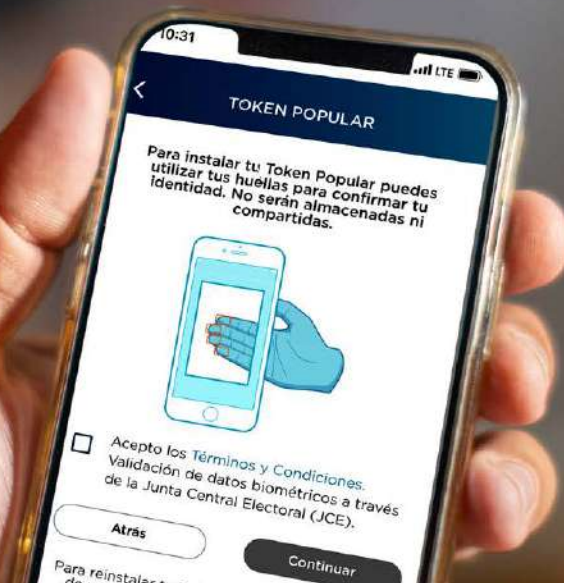 10:31
LTE
TOKEN POPULAR
Para instalar tu Token Popular puedes
utilizar tus huellas para confirmar tu
identidad. No serán almacenadas ni
compartidas.
Acepto los Términos y Condiciones.
Validación de datos biométricos a través
de la Junta Central Electoral (JCE).
Atrás
Continuar
Para reinstalar